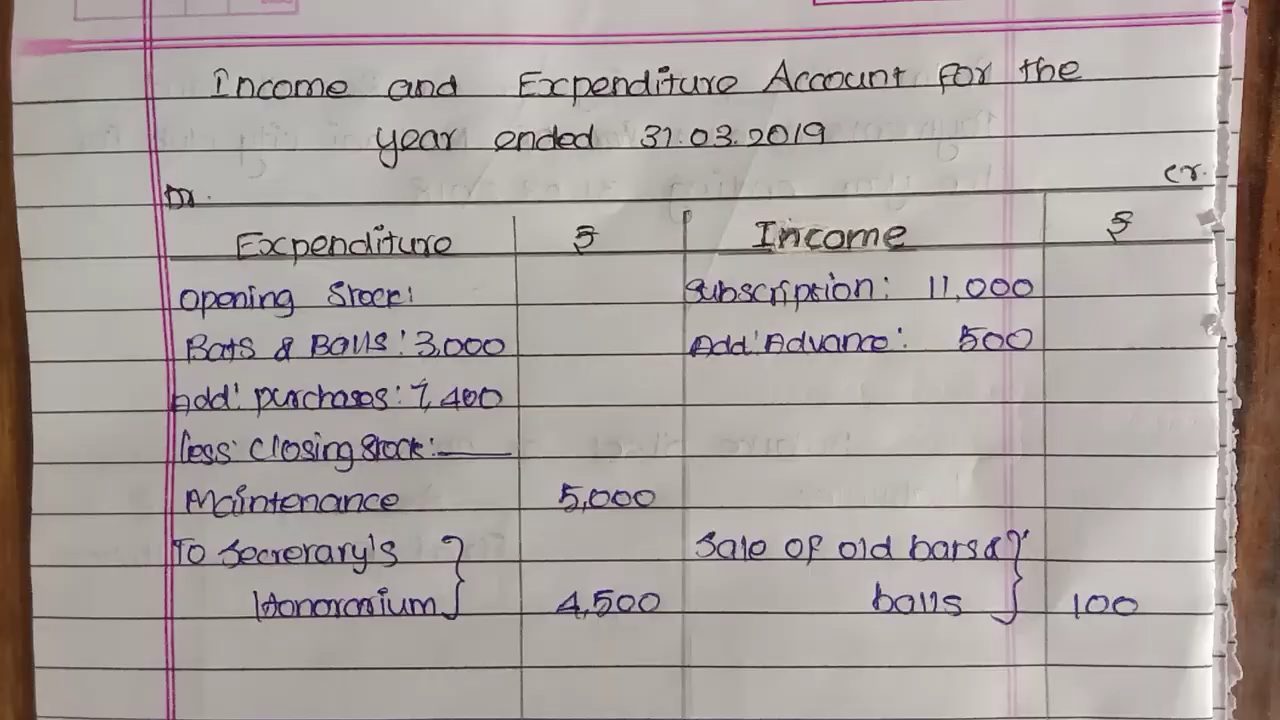 Income and Expenditure Account for the
year ended 31.03.2019
Dr. Cr.
Expenditure ₹ Income ₹
Opening Stock: Subscription: 11,000
Bats & Balls: 3,000 Add: Advance: 500
Add: purchases: 7,400
less: Closing Stock: ——
Maintenance 5,000
To Secrerary's } Sale of old bars & }
Honorarium } 4,500 balls } 100